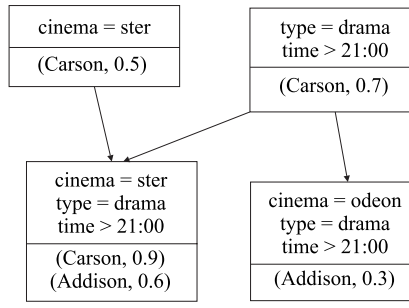 cinema = ster
(Carson, 0.5)
type = drama
time > 21:00
(Carson, 0.7)
cinema = ster
type = drama
time > 21:00
(Carson, 0.9)
(Addison, 0.6)
cinema = odeon
type = drama
time > 21:00
(Addison, 0.3)